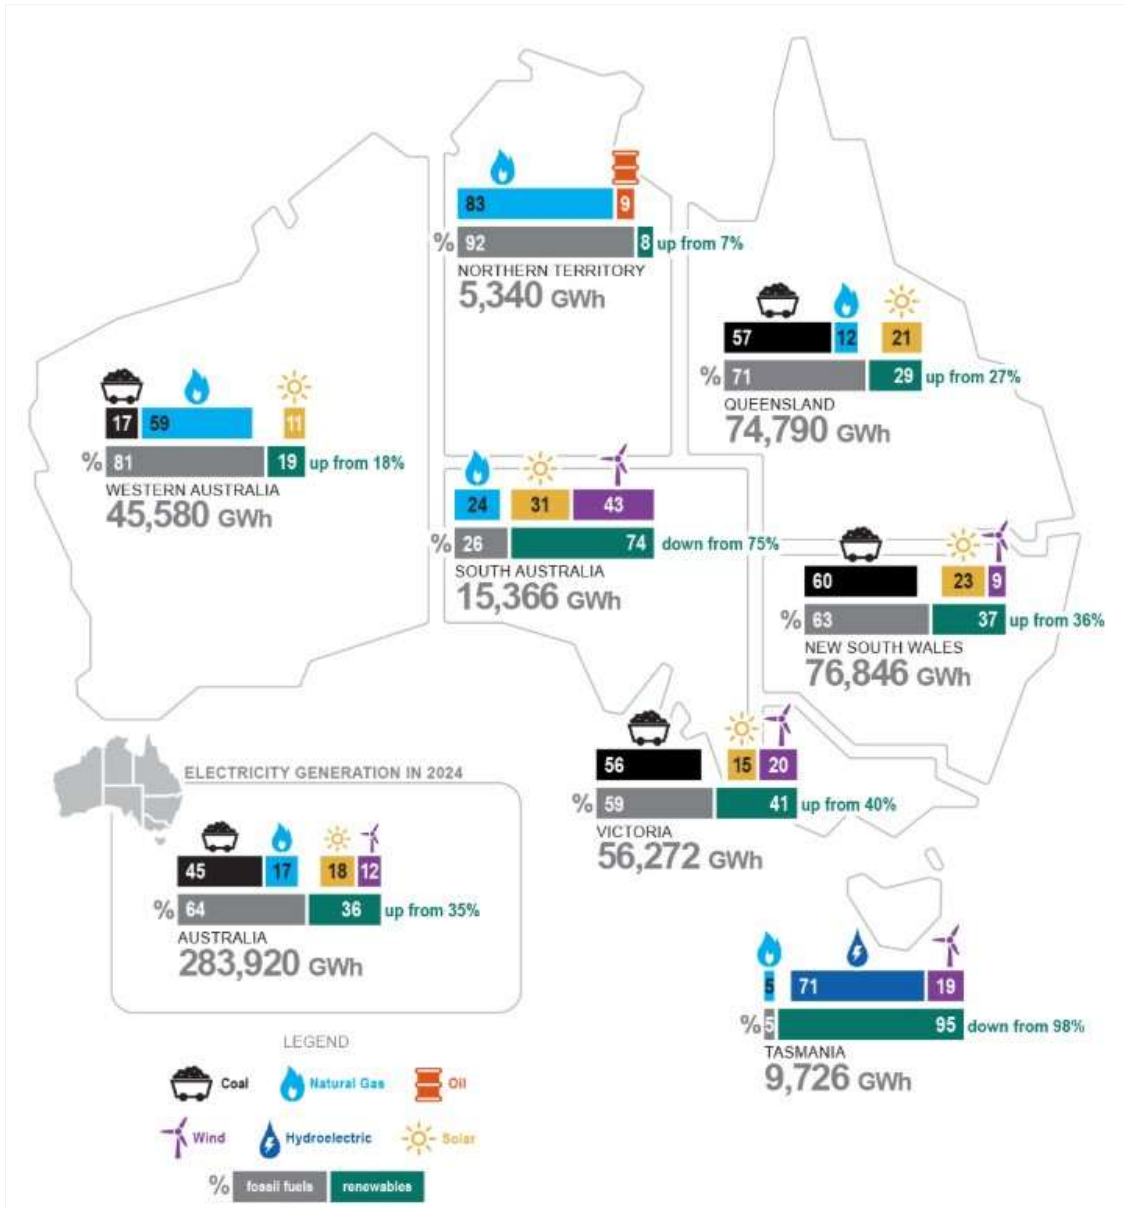 83 9
% 92 8 up from 7%
NORTHERN TERRITORY
5,340 GWh
57 12 21
% 71 29 up from 27%
QUEENSLAND
74,790 GWh
17 59 11
% 81 19 up from 18%
WESTERN AUSTRALIA
45,580 GWh
24 31 43
% 26 74 down from 75%
SOUTH AUSTRALIA
15,366 GWh
60 23 9
% 63 37 up from 36%
NEW SOUTH WALES
76,846 GWh
56 15 20
% 59 41 up from 40%
VICTORIA
56,272 GWh
ELECTRICITY GENERATION IN 2024
45 17 18 12
% 64 36 up from 35%
AUSTRALIA
283,920 GWh
5 71 19
% 5 95 down from 98%
TASMANIA
9,726 GWh
LEGEND
Coal Natural Gas Oil
Wind Hydroelectric Solar
% fossil fuels renewables